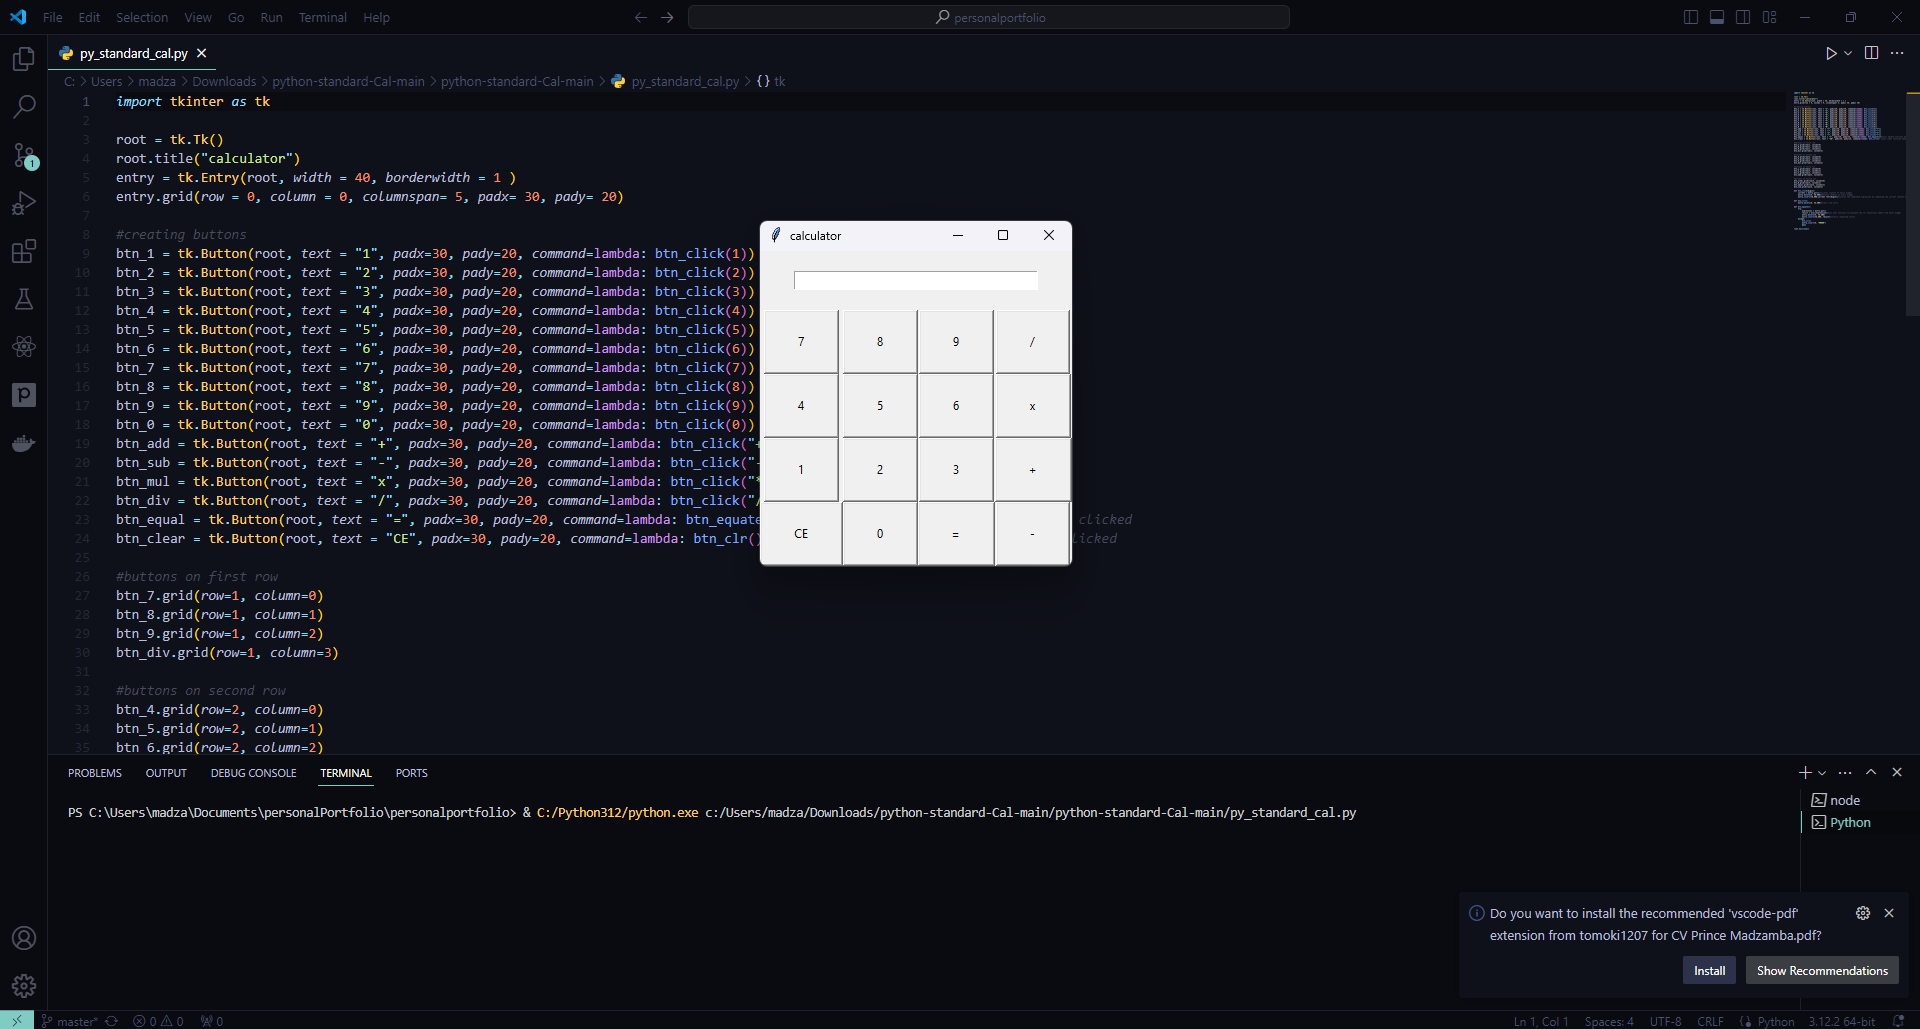 File Edit Selection View Go Run Terminal Help
personalportfolio
py_standard_cal.py
C: > Users > madza > Downloads > python-standard-Cal-main > python-standard-Cal-main > py_standard_cal.py > {} tk
1 import tkinter as tk
2
3 root = tk.Tk()
4 root.title("calculator")
5 entry = tk.Entry(root, width = 40, borderwidth = 1 )
6 entry.grid(row = 0, column = 0, columnspan= 5, padx= 30, pady= 20)
7
8 #creating buttons
9 btn_1 = tk.Button(root, text = "1", padx=30, pady=20, command=lambda: btn_click(1))
10 btn_2 = tk.Button(root, text = "2", padx=30, pady=20, command=lambda: btn_click(2))
11 btn_3 = tk.Button(root, text = "3", padx=30, pady=20, command=lambda: btn_click(3))
12 btn_4 = tk.Button(root, text = "4", padx=30, pady=20, command=lambda: btn_click(4))
13 btn_5 = tk.Button(root, text = "5", padx=30, pady=20, command=lambda: btn_click(5))
14 btn_6 = tk.Button(root, text = "6", padx=30, pady=20, command=lambda: btn_click(6))
15 btn_7 = tk.Button(root, text = "7", padx=30, pady=20, command=lambda: btn_click(7))
16 btn_8 = tk.Button(root, text = "8", padx=30, pady=20, command=lambda: btn_click(8))
17 btn_9 = tk.Button(root, text = "9", padx=30, pady=20, command=lambda: btn_click(9))
18 btn_0 = tk.Button(root, text = "0", padx=30, pady=20, command=lambda: btn_click(0))
19 btn_add = tk.Button(root, text = "+", padx=30, pady=20, command=lambda: btn_click("+
20 btn_sub = tk.Button(root, text = "-", padx=30, pady=20, command=lambda: btn_click("-
21 btn_mul = tk.Button(root, text = "x", padx=30, pady=20, command=lambda: btn_click("*
22 btn_div = tk.Button(root, text = "/", padx=30, pady=20, command=lambda: btn_click("/
23 btn_equal = tk.Button(root, text = "=", padx=30, pady=20, command=lambda: btn_equate clicked
24 btn_clear = tk.Button(root, text = "CE", padx=30, pady=20, command=lambda: btn_clr() licked
25
26 #buttons on first row
27 btn_7.grid(row=1, column=0)
28 btn_8.grid(row=1, column=1)
29 btn_9.grid(row=1, column=2)
30 btn_div.grid(row=1, column=3)
31
32 #buttons on second row
33 btn_4.grid(row=2, column=0)
34 btn_5.grid(row=2, column=1)
35 btn_6.grid(row=2, column=2)
calculator
7 8 9 /
4 5 6 x
1 2 3 +
CE 0 = -
PROBLEMS OUTPUT DEBUG CONSOLE TERMINAL PORTS
PS C:\Users\madza\Documents\personalPortfolio\personalportfolio> & C:/Python312/python.exe c:/Users/madza/Downloads/python-standard-Cal-main/python-standard-Cal-main/py_standard_cal.py
node
Python
Do you want to install the recommended 'vscode-pdf'
extension from tomoki1207 for CV Prince Madzamba.pdf?
Install Show Recommendations
master* 0 0 0 Ln 1, Col 1 Spaces: 4 UTF-8 CRLF Python 3.12.2 64-bit